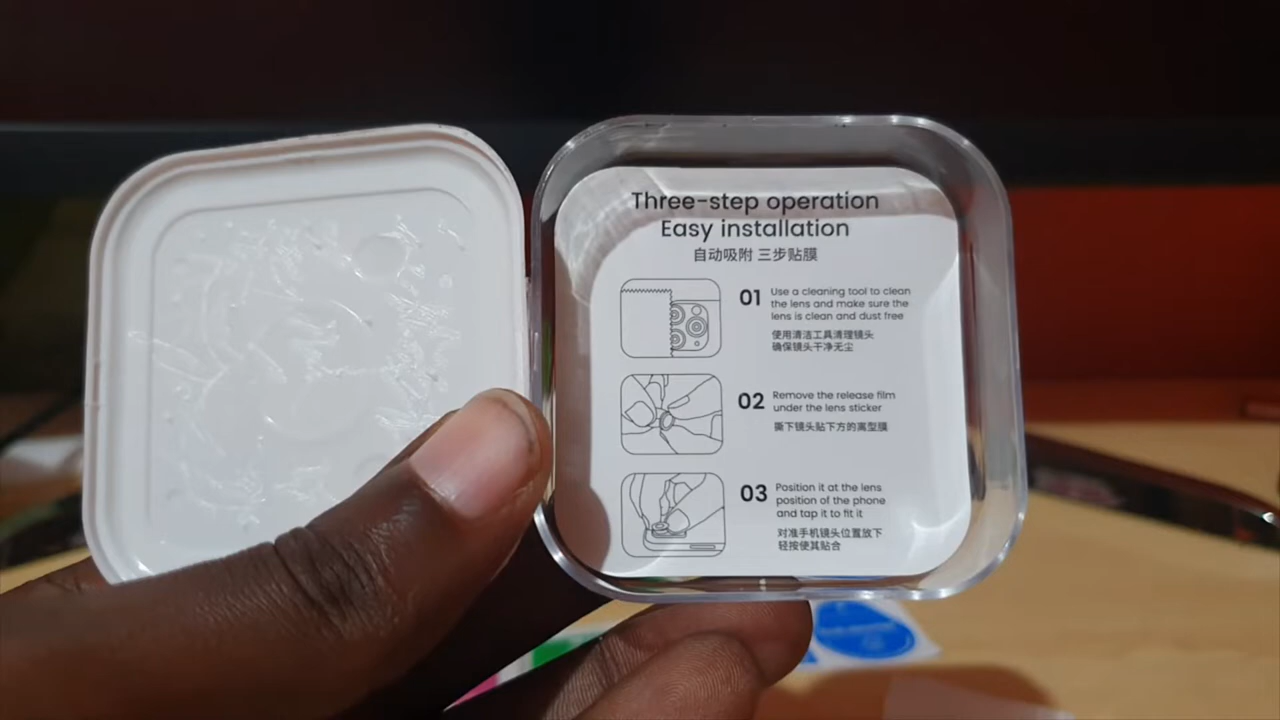 Three-step operation
Easy installation
自动吸附 三步贴膜
01
Use a cleaning tool to clean
the lens and make sure the
lens is clean and dust free
使用清洁工具清理镜头
确保镜头干净无尘
02
Remove the release film
under the lens sticker
撕下镜头贴下方的离型膜
03
Position it at the lens
position of the phone
and tap it to fit it
对准手机镜头位置放下
轻按使其贴合